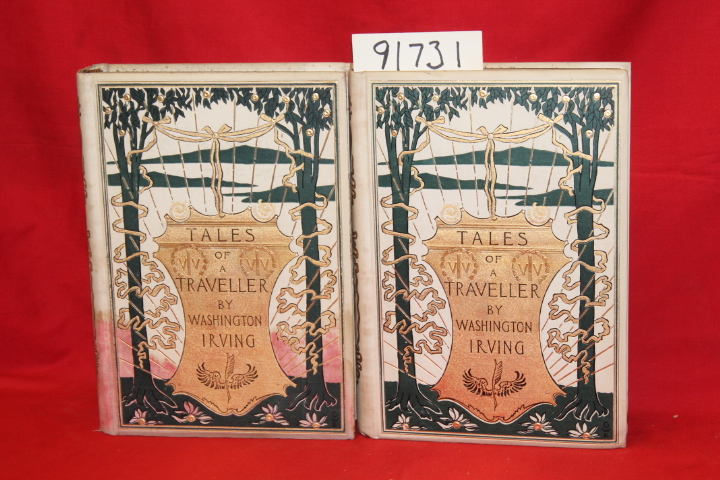 91731
TALES
OF
A
TRAVELLER
BY
WASHINGTON
IRVING
TALES
OF
A
TRAVELLER
BY
WASHINGTON
IRVING